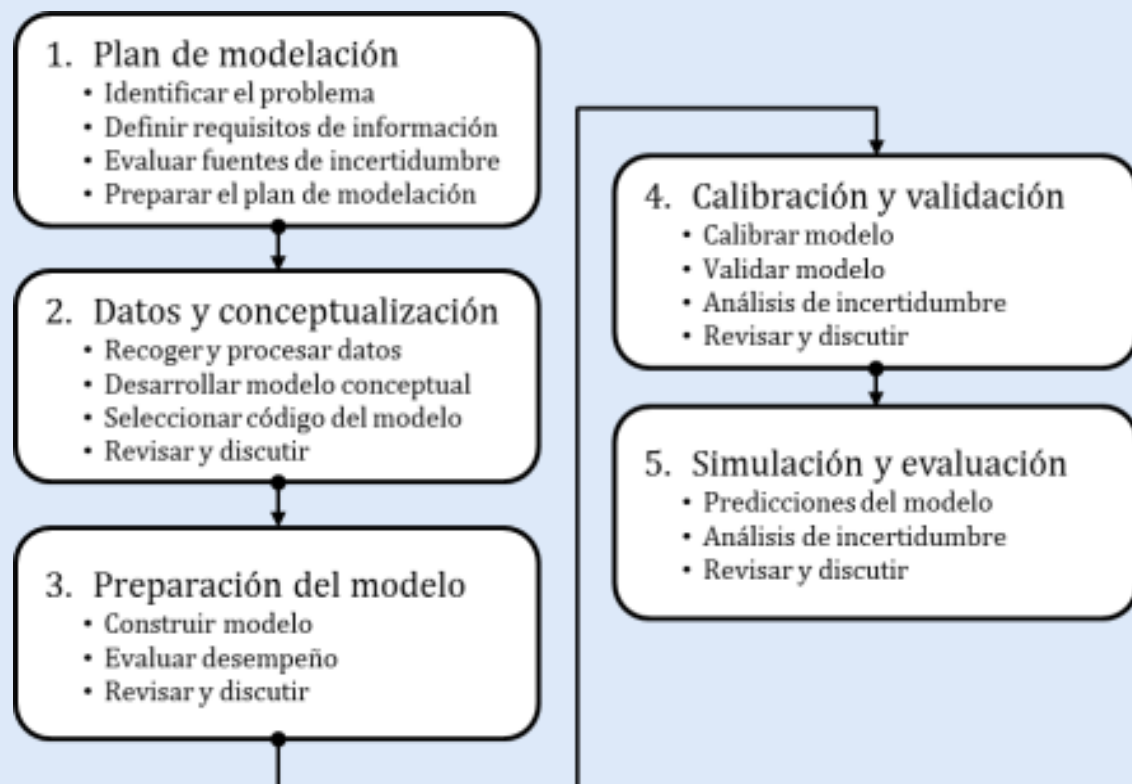 1. Plan de modelación
• Identificar el problema
• Definir requisitos de información
• Evaluar fuentes de incertidumbre
• Preparar el plan de modelación
2. Datos y conceptualización
• Recoger y procesar datos
• Desarrollar modelo conceptual
• Seleccionar código del modelo
• Revisar y discutir
3. Preparación del modelo
• Construir modelo
• Evaluar desempeño
• Revisar y discutir
4. Calibración y validación
• Calibrar modelo
• Validar modelo
• Análisis de incertidumbre
• Revisar y discutir
5. Simulación y evaluación
• Predicciones del modelo
• Análisis de incertidumbre
• Revisar y discutir